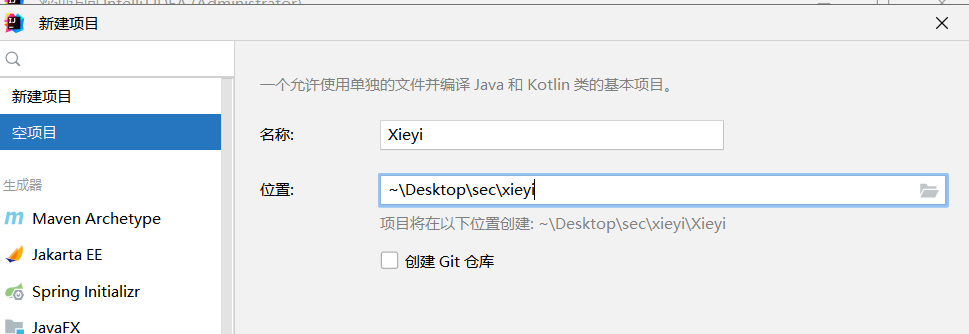 新建项目
新建项目
空项目
生成器
Maven Archetype
Jakarta EE
Spring Initializr
JavaFX
一个允许使用单独的文件并编译 Java 和 Kotlin 类的基本项目。
名称: Xieyi
位置: ~\Desktop\sec\xieyi
项目将在以下位置创建: ~\Desktop\sec\xieyi\Xieyi
创建 Git 仓库